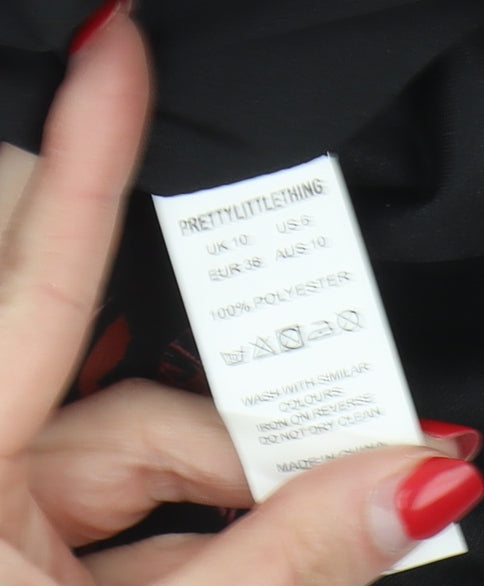 PRETTYLITTLETHING
UK 10 US 6
EUR 38 AUS 10
100% POLYESTER
WASH WITH SIMILAR
COLOURS
IRON ON REVERSE
DO NOT DRY CLEAN
MADE IN CHINA